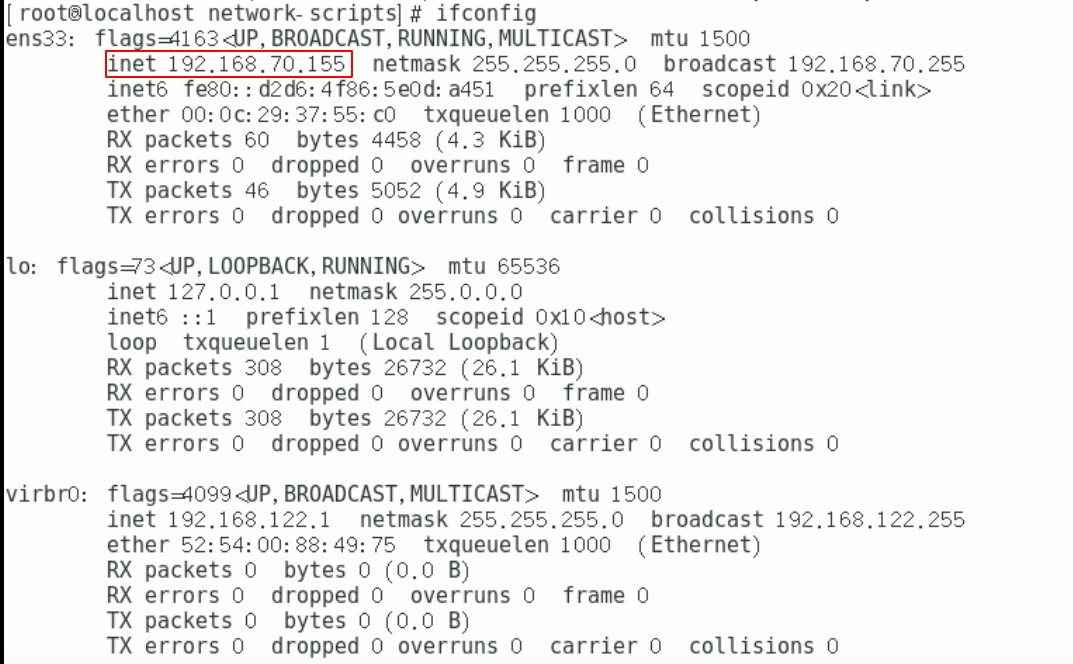 [root@localhost network-scripts]# ifconfig
ens33: flags=4163<UP,BROADCAST,RUNNING,MULTICAST>  mtu 1500
inet 192.168.70.155  netmask 255.255.255.0  broadcast 192.168.70.255
inet6 fe80::d2d6:4f86:5e0d:a451  prefixlen 64  scopeid 0x20<link>
ether 00:0c:29:37:55:c0  txqueuelen 1000  (Ethernet)
RX packets 60  bytes 4458 (4.3 KiB)
RX errors 0  dropped 0  overruns 0  frame 0
TX packets 46  bytes 5052 (4.9 KiB)
TX errors 0  dropped 0 overruns 0  carrier 0  collisions 0
lo: flags=73<UP,LOOPBACK,RUNNING>  mtu 65536
inet 127.0.0.1  netmask 255.0.0.0
inet6 ::1  prefixlen 128  scopeid 0x10<host>
loop  txqueuelen 1  (Local Loopback)
RX packets 308  bytes 26732 (26.1 KiB)
RX errors 0  dropped 0  overruns 0  frame 0
TX packets 308  bytes 26732 (26.1 KiB)
TX errors 0  dropped 0 overruns 0  carrier 0  collisions 0
virbr0: flags=4099<UP,BROADCAST,MULTICAST>  mtu 1500
inet 192.168.122.1  netmask 255.255.255.0  broadcast 192.168.122.255
ether 52:54:00:88:49:75  txqueuelen 1000  (Ethernet)
RX packets 0  bytes 0 (0.0 B)
RX errors 0  dropped 0  overruns 0  frame 0
TX packets 0  bytes 0 (0.0 B)
TX errors 0  dropped 0 overruns 0  carrier 0  collisions 0